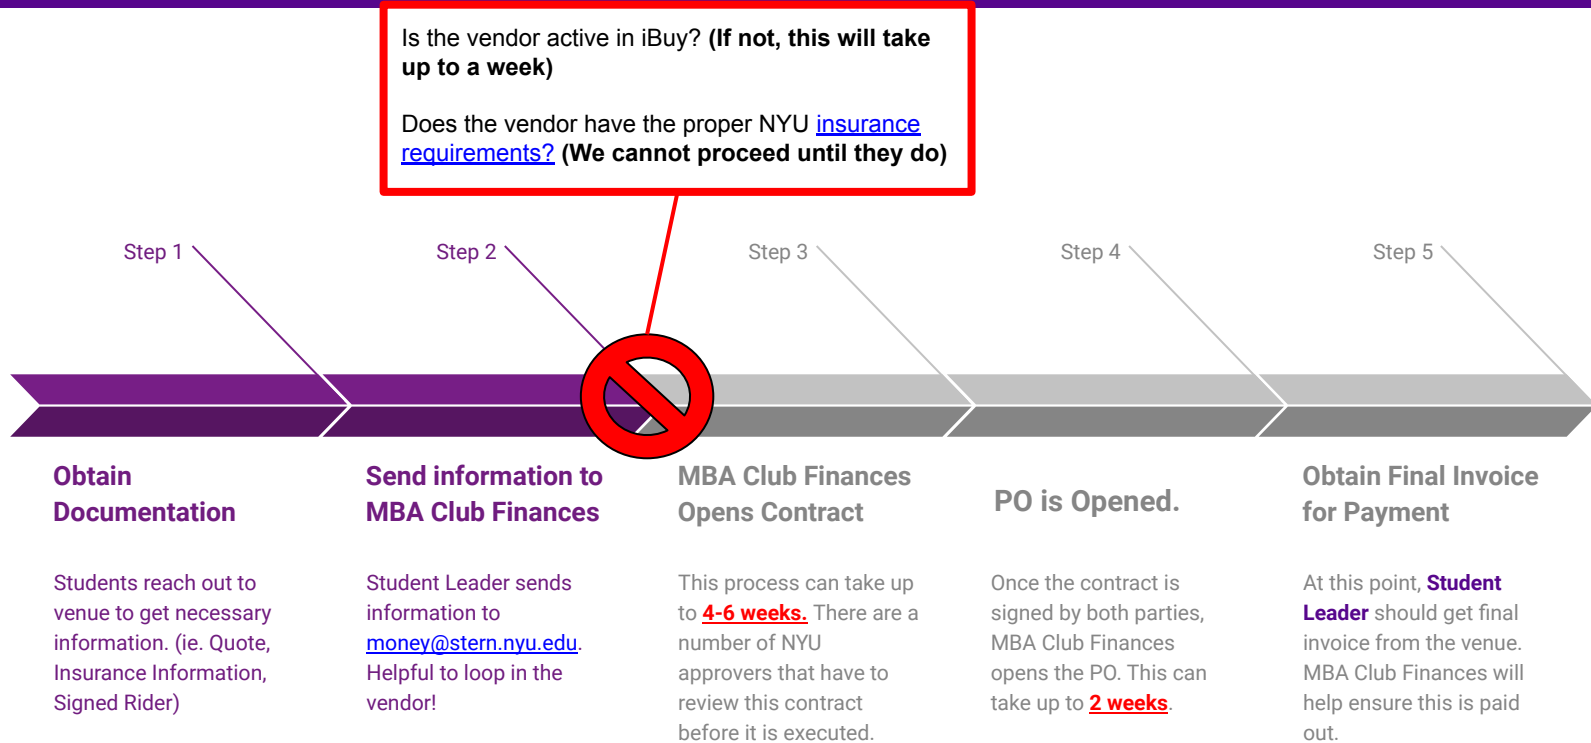 Is the vendor active in iBuy? (If not, this will take
up to a week)
Does the vendor have the proper NYU insurance
requirements? (We cannot proceed until they do)
Step 1
Step 2
Step 3
Step 4
Step 5
Obtain
Documentation
Students reach out to
venue to get necessary
information. (ie. Quote,
Insurance Information,
Signed Rider)
Send information to
MBA Club Finances
Student Leader sends
information to
money@stern.nyu.edu.
Helpful to loop in the
vendor!
MBA Club Finances
Opens Contract
This process can take up
to 4-6 weeks. There are a
number of NYU
approvers that have to
review this contract
before it is executed.
PO is Opened.
Once the contract is
signed by both parties,
MBA Club Finances
opens the PO. This can
take up to 2 weeks.
Obtain Final Invoice
for Payment
At this point, Student
Leader should get final
invoice from the venue.
MBA Club Finances will
help ensure this is paid
out.